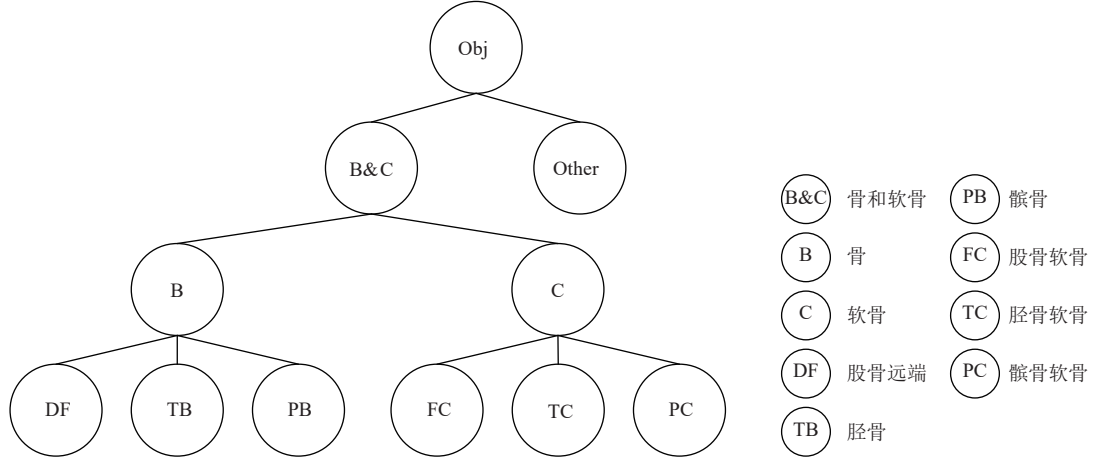 Obj
B&C
Other
B
C
DF
TB
PB
FC
TC
PC
B&C 骨和软骨
PB 髌骨
B 骨
FC 股骨软骨
C 软骨
TC 胫骨软骨
DF 股骨远端
PC 髌骨软骨
TB 胫骨